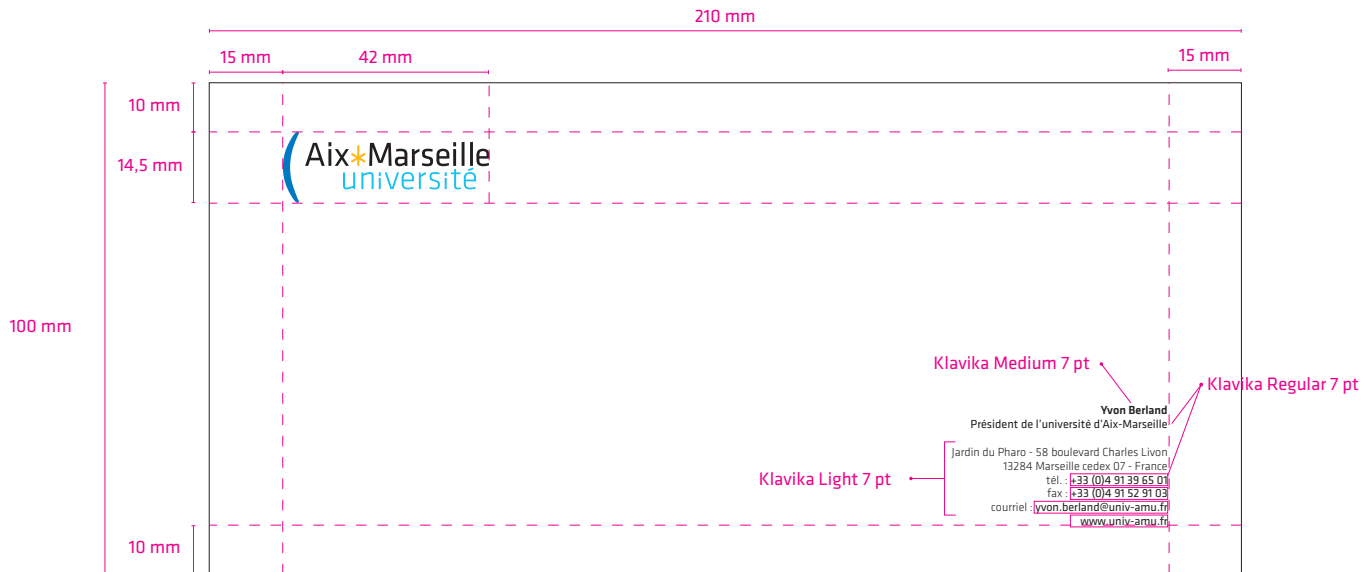 210 mm
15 mm
42 mm
15 mm
10 mm
14,5 mm
Aix*Marseille
université
100 mm
Klavika Medium 7 pt
Klavika Regular 7 pt
Yvon Berland
Président de l'université d'Aix-Marseille
Jardin du Pharo - 58 boulevard Charles Livon
13284 Marseille cedex 07 - France
Klavika Light 7 pt
tél. : +33 (0)4 91 39 65 01
fax : +33 (0)4 91 52 91 03
courriel : yvon.berland@univ-amu.fr
www.univ-amu.fr
10 mm